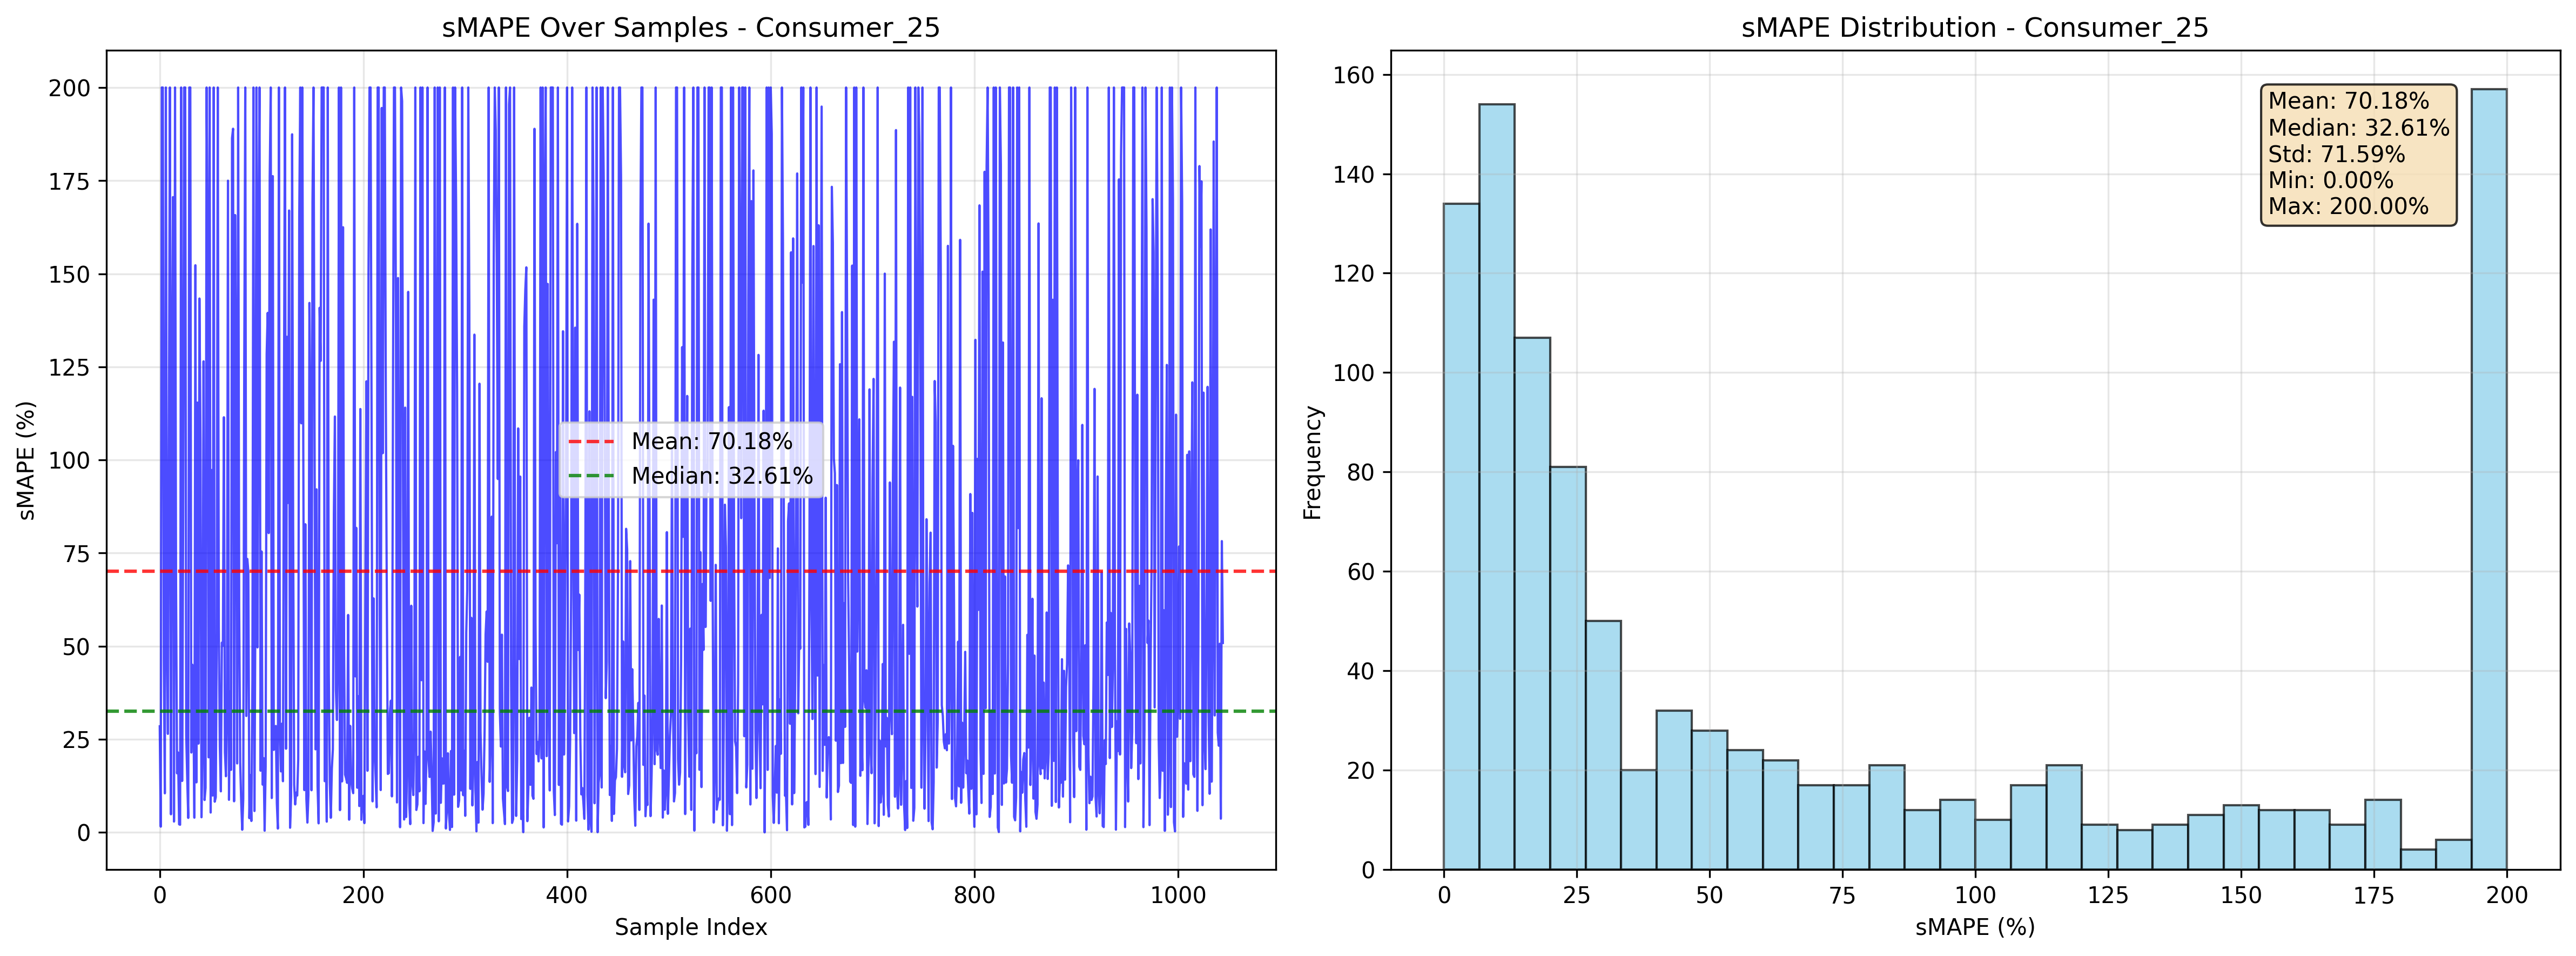 sMAPE Over Samples - Consumer_25
sMAPE (%)
200
175
150
125
100
75
50
25
0
Mean: 70.18%
Median: 32.61%
0 200 400 600 800 1000
Sample Index
sMAPE Distribution - Consumer_25
Frequency
160
140
120
100
80
60
40
20
0
Mean: 70.18%
Median: 32.61%
Std: 71.59%
Min: 0.00%
Max: 200.00%
0 25 50 75 100 125 150 175 200
sMAPE (%)